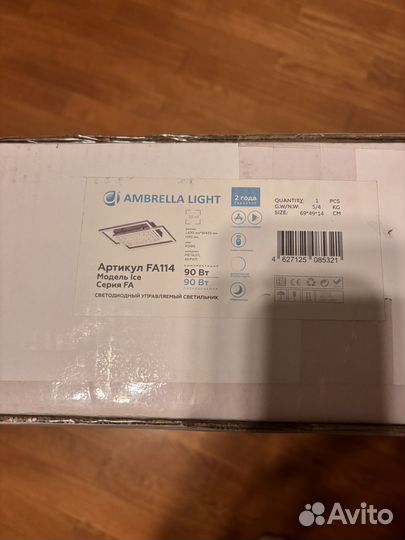 AMBRELLA LIGHT
2 года
QUANTITY: 1 PCS
G.W/N.W: 5/4 KG
SIZE: 69*49*14 CM
Артикул FA114
Модель Ice
Серия FA
90 Вт
90 Вт
СВЕТОДИОДНЫЙ УПРАВЛЯЕМЫЙ СВЕТИЛЬНИК
4 627125 085321
Avito